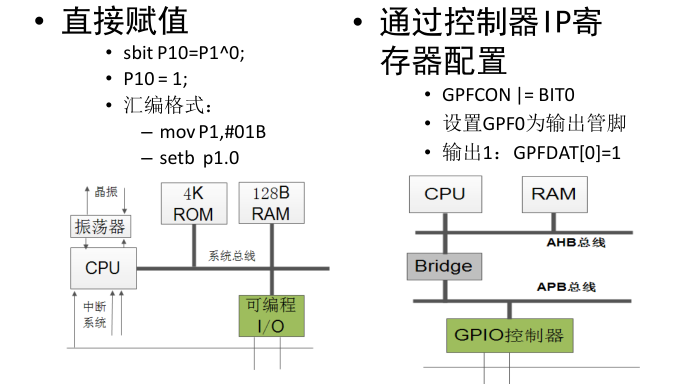 • 直接赋值
• sbit P10=P1^0;
• P10 = 1;
• 汇编格式：
– mov P1,#01B
– setb p1.0
晶振
振荡器
CPU
中断
系统
4K
ROM
128B
RAM
系统总线
可编程
I/O
• 通过控制器IP寄
存器配置
• GPFCON |= BIT0
• 设置GPF0为输出管脚
• 输出1：GPFDAT[0]=1
CPU
RAM
AHB总线
Bridge
APB总线
GPIO控制器